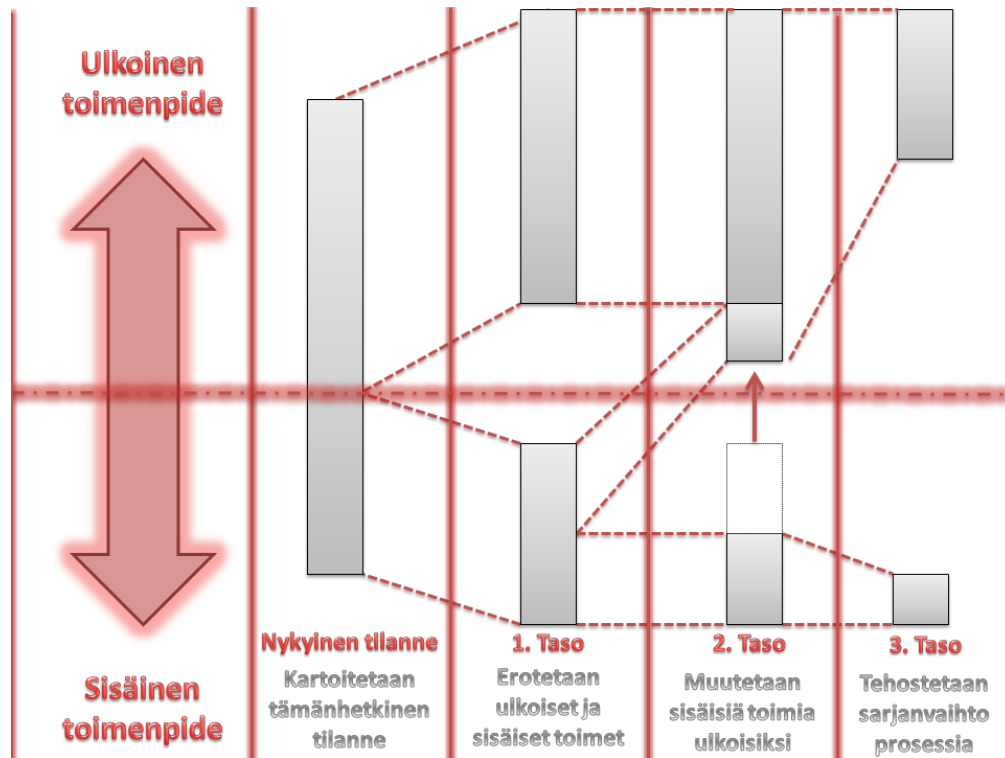 Ulkoinen
toimenpide
Sisäinen
toimenpide
Nykyinen tilanne
Kartoitetaan
tämänhetkinen
tilanne
1. Taso
Erotetaan
ulkoiset ja
sisäiset toimet
2. Taso
Muutetaan
sisäisiä toimia
ulkoisiksi
3. Taso
Tehostetaan
sarjanvaihto
prosessia